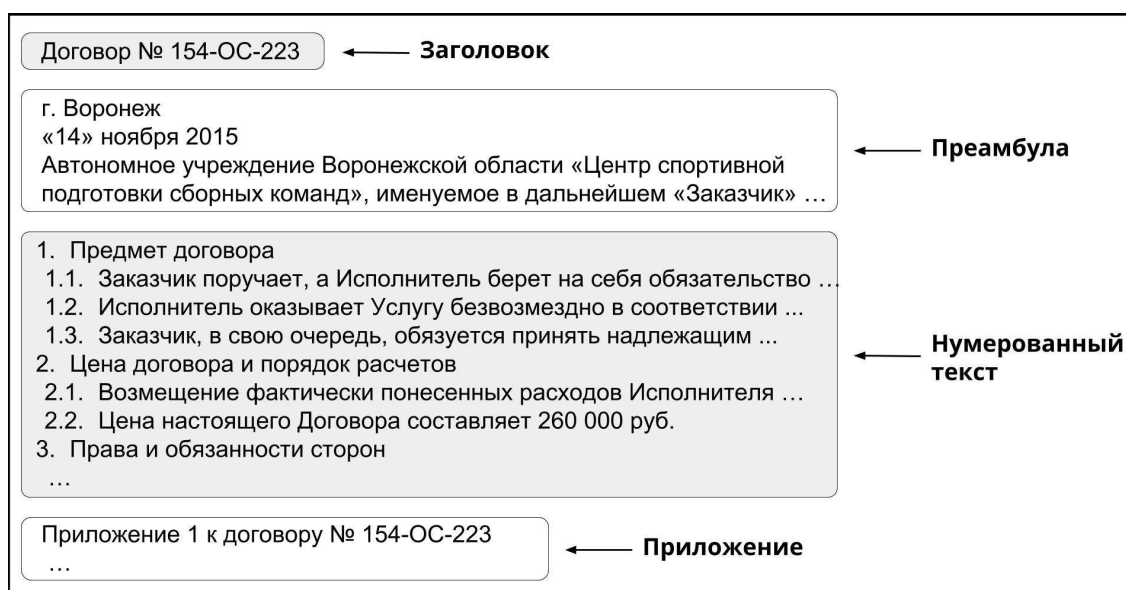 Договор № 154-ОС-223
Заголовок
г. Воронеж
«14» ноября 2015
Автономное учреждение Воронежской области «Центр спортивной
подготовки сборных команд», именуемое в дальнейшем «Заказчик» …
Преамбула
1. Предмет договора
1.1. Заказчик поручает, а Исполнитель берет на себя обязательство …
1.2. Исполнитель оказывает Услугу безвозмездно в соответствии ...
1.3. Заказчик, в свою очередь, обязуется принять надлежащим ...
2. Цена договора и порядок расчетов
2.1. Возмещение фактически понесенных расходов Исполнителя …
2.2. Цена настоящего Договора составляет 260 000 руб.
3. Права и обязанности сторон
…
Нумерованный
текст
Приложение 1 к договору № 154-ОС-223
…
Приложение